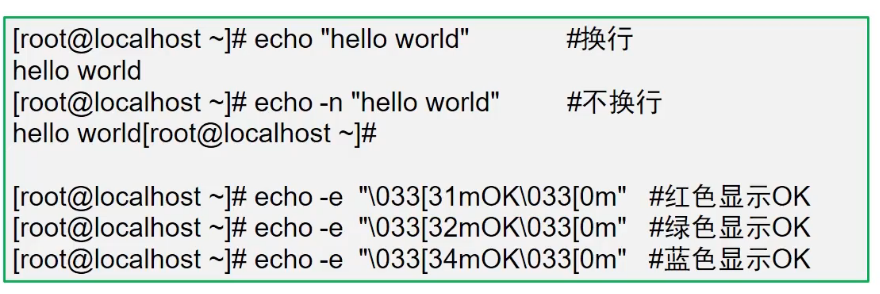 [root@localhost ~]# echo "hello world" #换行
hello world
[root@localhost ~]# echo -n "hello world" #不换行
hello world[root@localhost ~]#
[root@localhost ~]# echo -e "\033[31mOK\033[0m" #红色显示OK
[root@localhost ~]# echo -e "\033[32mOK\033[0m" #绿色显示OK
[root@localhost ~]# echo -e "\033[34mOK\033[0m" #蓝色显示OK